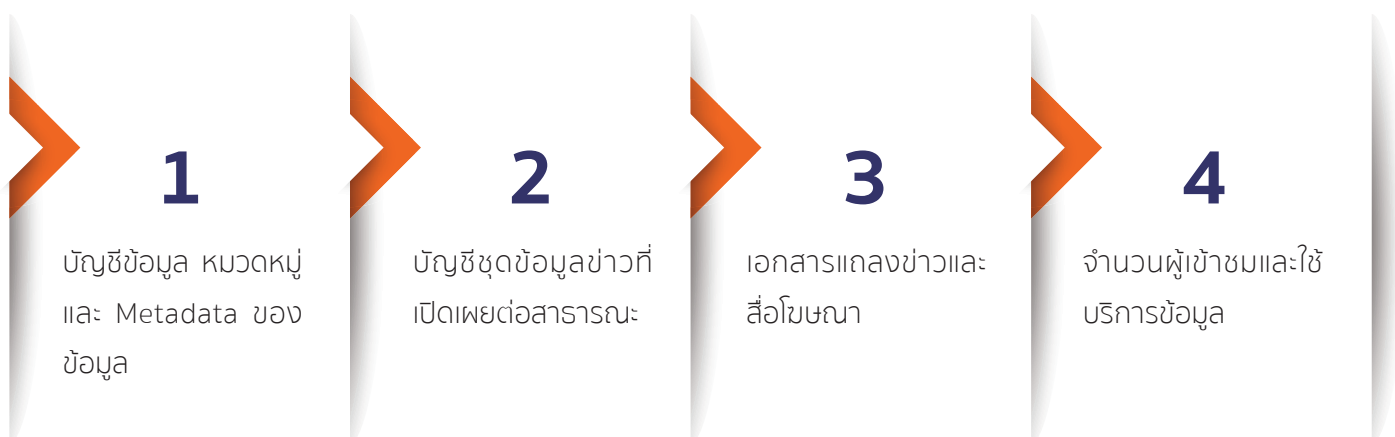 1
บัญชีข้อมูล หมวดหมู่
และ Metadata ของ
ข้อมูล
2
บัญชีชุดข้อมูลข่าวที่
เปิดเผยต่อสาธารณะ
3
เอกสารแถลงข่าวและ
สื่อโฆษณา
4
จำนวนผู้เข้าชมและใช้
บริการข้อมูล